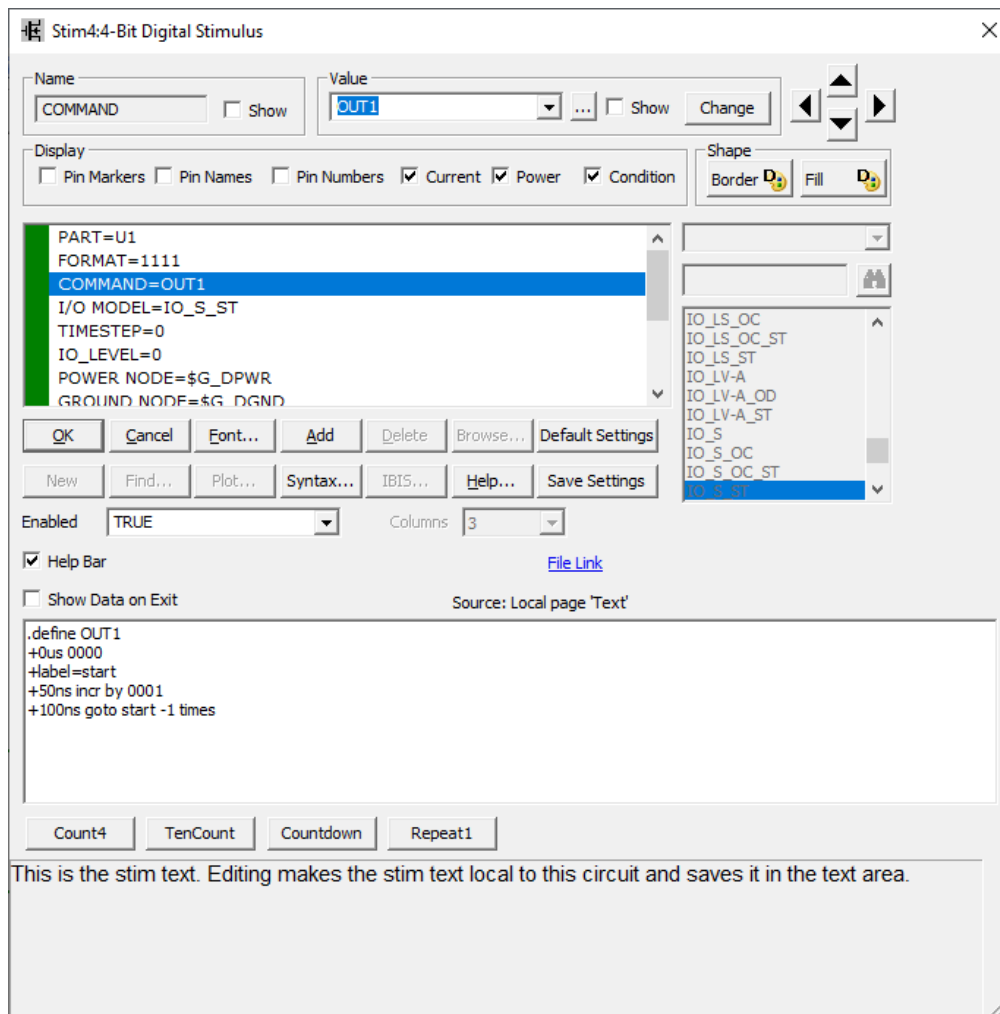 Stim4:4-Bit Digital Stimulus
Name
COMMAND
Show
Value
OUT1
...
Show
Change
Display
Pin Markers
Pin Names
Pin Numbers
Current
Power
Condition
Shape
Border
Fill
PART=U1
FORMAT=1111
COMMAND=OUT1
I/O MODEL=IO_S_ST
TIMESTEP=0
IO_LEVEL=0
POWER NODE=$G_DPWR
GROUND NODE=$G_DGND
IO_LS_OC
IO_LS_OC_ST
IO_LS_ST
IO_LV-A
IO_LV-A_OD
IO_LV-A_ST
IO_S
IO_S_OC
IO_S_OC_ST
IO_S_ST
OK
Cancel
Font...
Add
Delete
Browse...
Default Settings
New
Find...
Plot...
Syntax...
IBIS...
Help...
Save Settings
Enabled
TRUE
Columns
3
Help Bar
File Link
Show Data on Exit
Source: Local page 'Text'
.define OUT1
+0us 0000
+label=start
+50ns incr by 0001
+100ns goto start -1 times
Count4
TenCount
Countdown
Repeat1
This is the stim text. Editing makes the stim text local to this circuit and saves it in the text area.